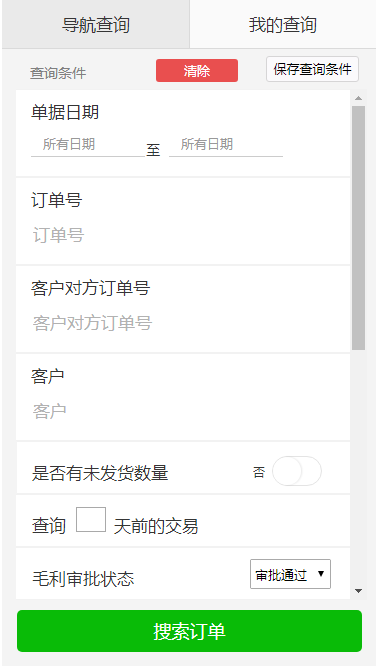 导航查询 我的查询
查询条件 清除 保存查询条件
单据日期
所有日期 至 所有日期
订单号
订单号
客户对方订单号
客户对方订单号
客户
客户
是否有未发货数量 否
查询 天前的交易
毛利审批状态 审批通过
搜索订单